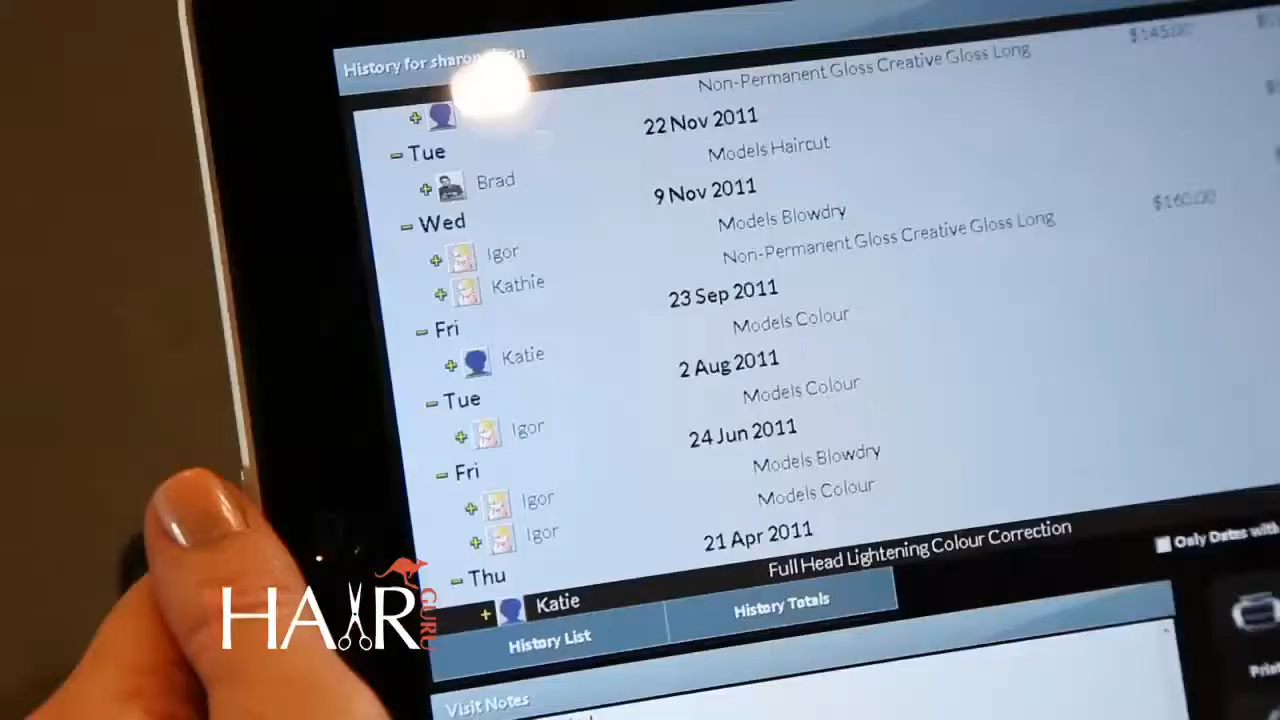 History for sharon
Non-Permanent Gloss Creative Gloss Long $145.00
Tue 22 Nov 2011
Brad Models Haircut
Wed 9 Nov 2011
Igor Models Blowdry
Kathie Non-Permanent Gloss Creative Gloss Long $160.00
Fri 23 Sep 2011
Katie Models Colour
Tue 2 Aug 2011
Igor Models Colour
Fri 24 Jun 2011
Igor Models Blowdry
Igor Models Colour
Thu 21 Apr 2011
Katie Full Head Lightening Colour Correction
Only Dates with
History List History Totals
Visit Notes
HAIR GURU